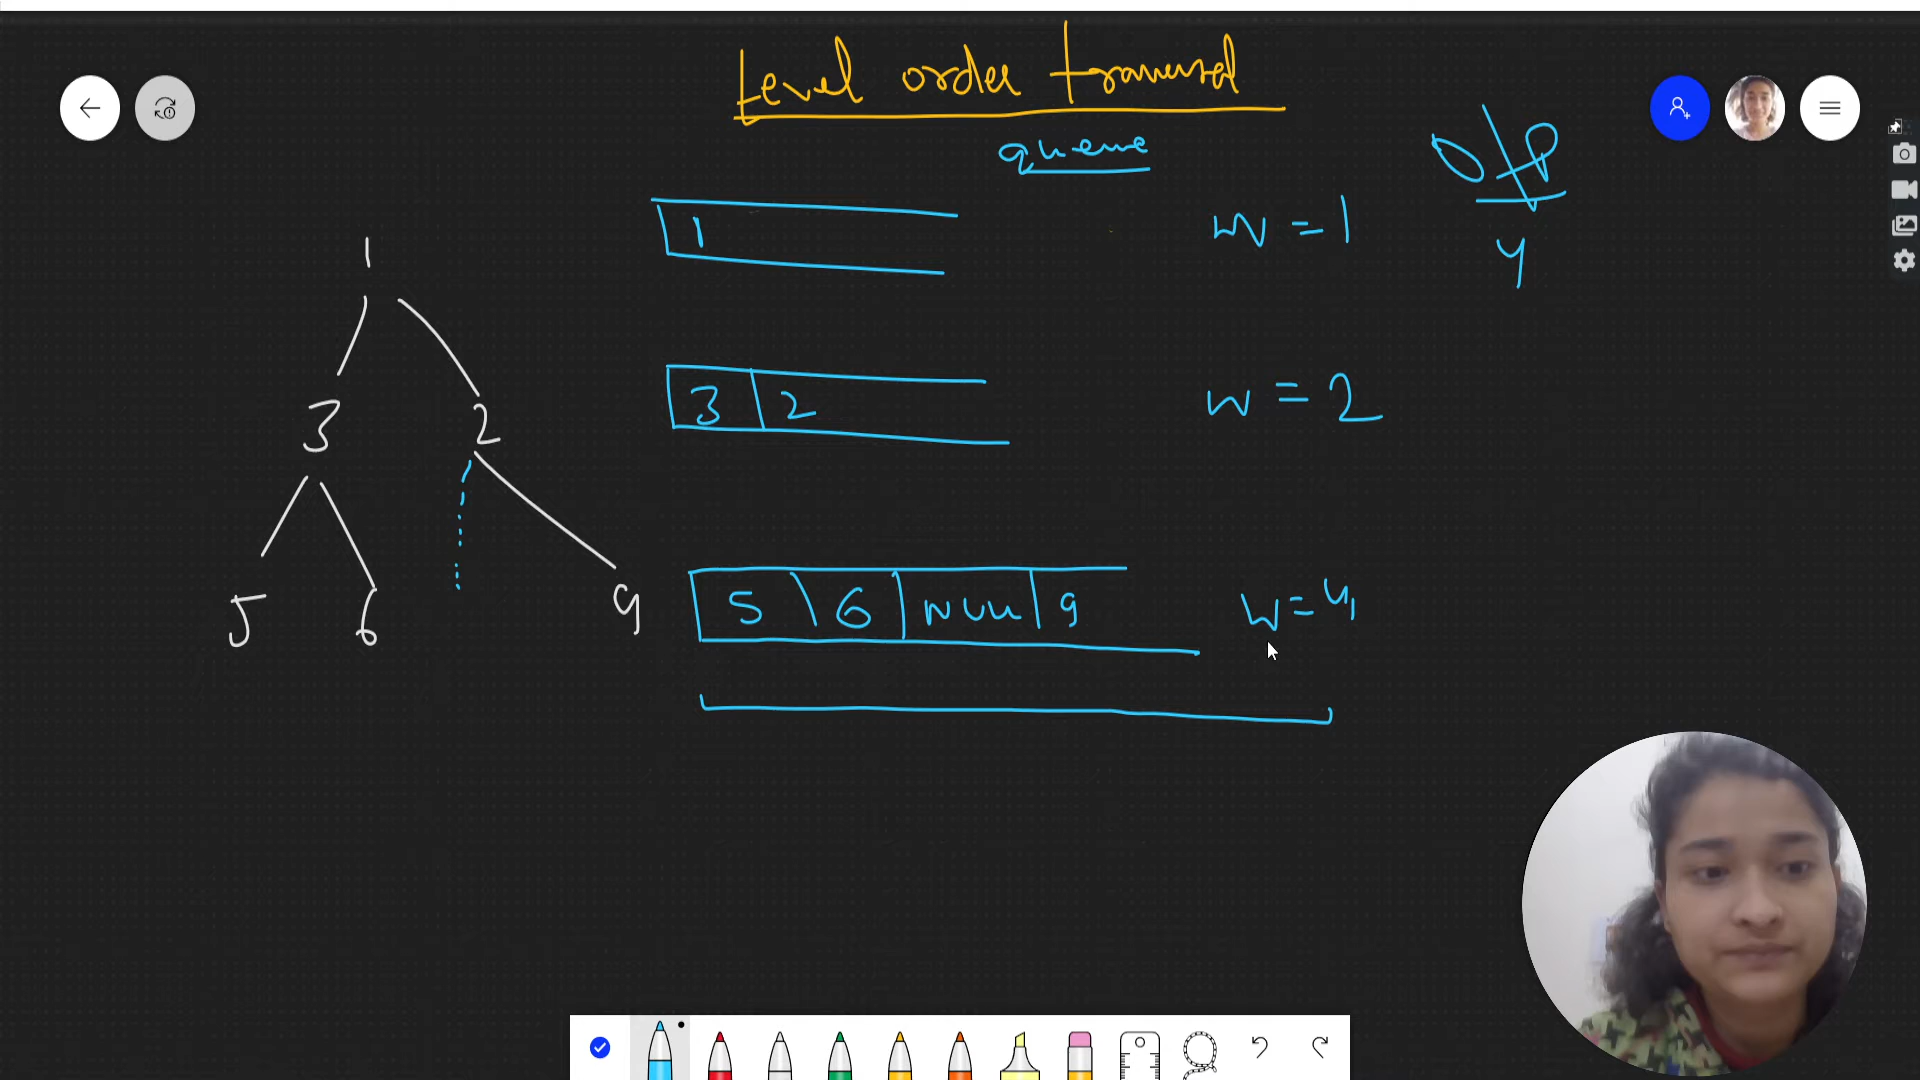 Level order traversal
queue
O/P
1
w = 1
4
1
3 2
w = 2
3 2
5 6 NULL 9
w = 4
5 6 9